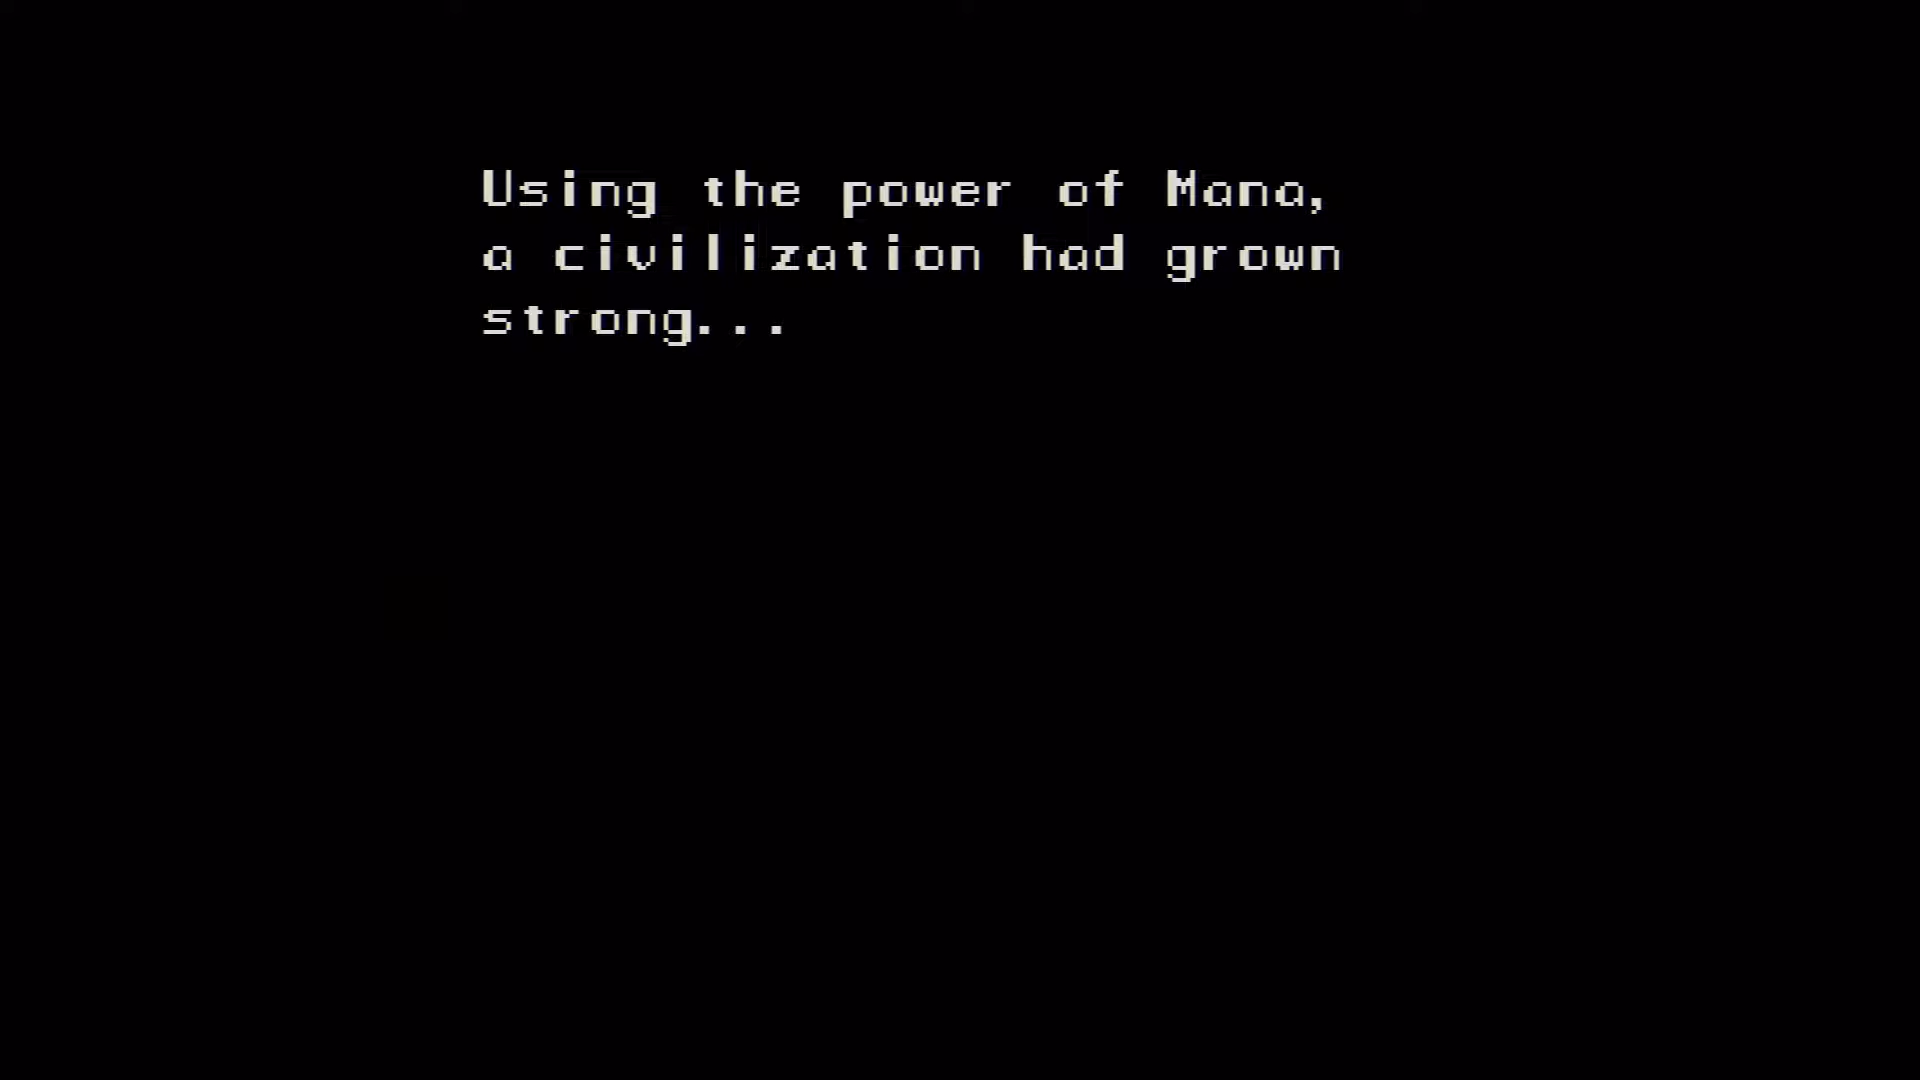 Using the power of Mana,
a civilization had grown
strong...